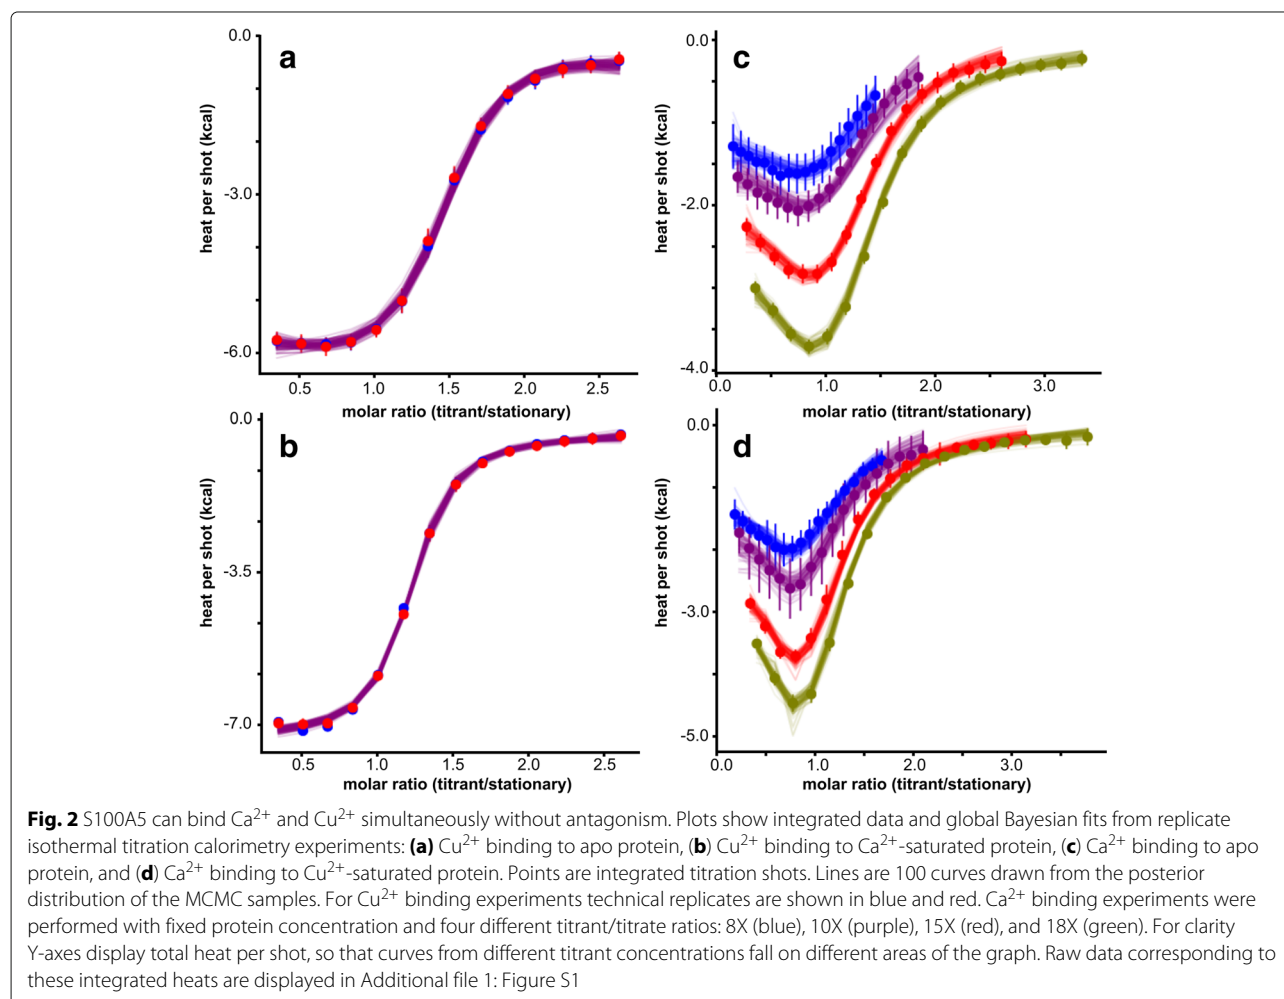 a
0.0
-3.0
-6.0
heat per shot (kcal)
0.5 1.0 1.5 2.0 2.5
molar ratio (titrant/stationary)
c
0.0
-2.0
-4.0
heat per shot (kcal)
0.0 1.0 2.0 3.0
molar ratio (titrant/stationary)
b
0.0
-3.5
-7.0
heat per shot (kcal)
0.5 1.0 1.5 2.0 2.5
molar ratio (titrant/stationary)
d
0.0
-3.0
-5.0
heat per shot (kcal)
0.0 1.0 2.0 3.0
molar ratio (titrant/stationary)
Fig. 2 S100A5 can bind Ca²⁺ and Cu²⁺ simultaneously without antagonism. Plots show integrated data and global Bayesian fits from replicate
isothermal titration calorimetry experiments: (a) Cu²⁺ binding to apo protein, (b) Cu²⁺ binding to Ca²⁺-saturated protein, (c) Ca²⁺ binding to apo
protein, and (d) Ca²⁺ binding to Cu²⁺-saturated protein. Points are integrated titration shots. Lines are 100 curves drawn from the posterior
distribution of the MCMC samples. For Cu²⁺ binding experiments technical replicates are shown in blue and red. Ca²⁺ binding experiments were
performed with fixed protein concentration and four different titrant/titrate ratios: 8X (blue), 10X (purple), 15X (red), and 18X (green). For clarity
Y-axes display total heat per shot, so that curves from different titrant concentrations fall on different areas of the graph. Raw data corresponding to
these integrated heats are displayed in Additional file 1: Figure S1